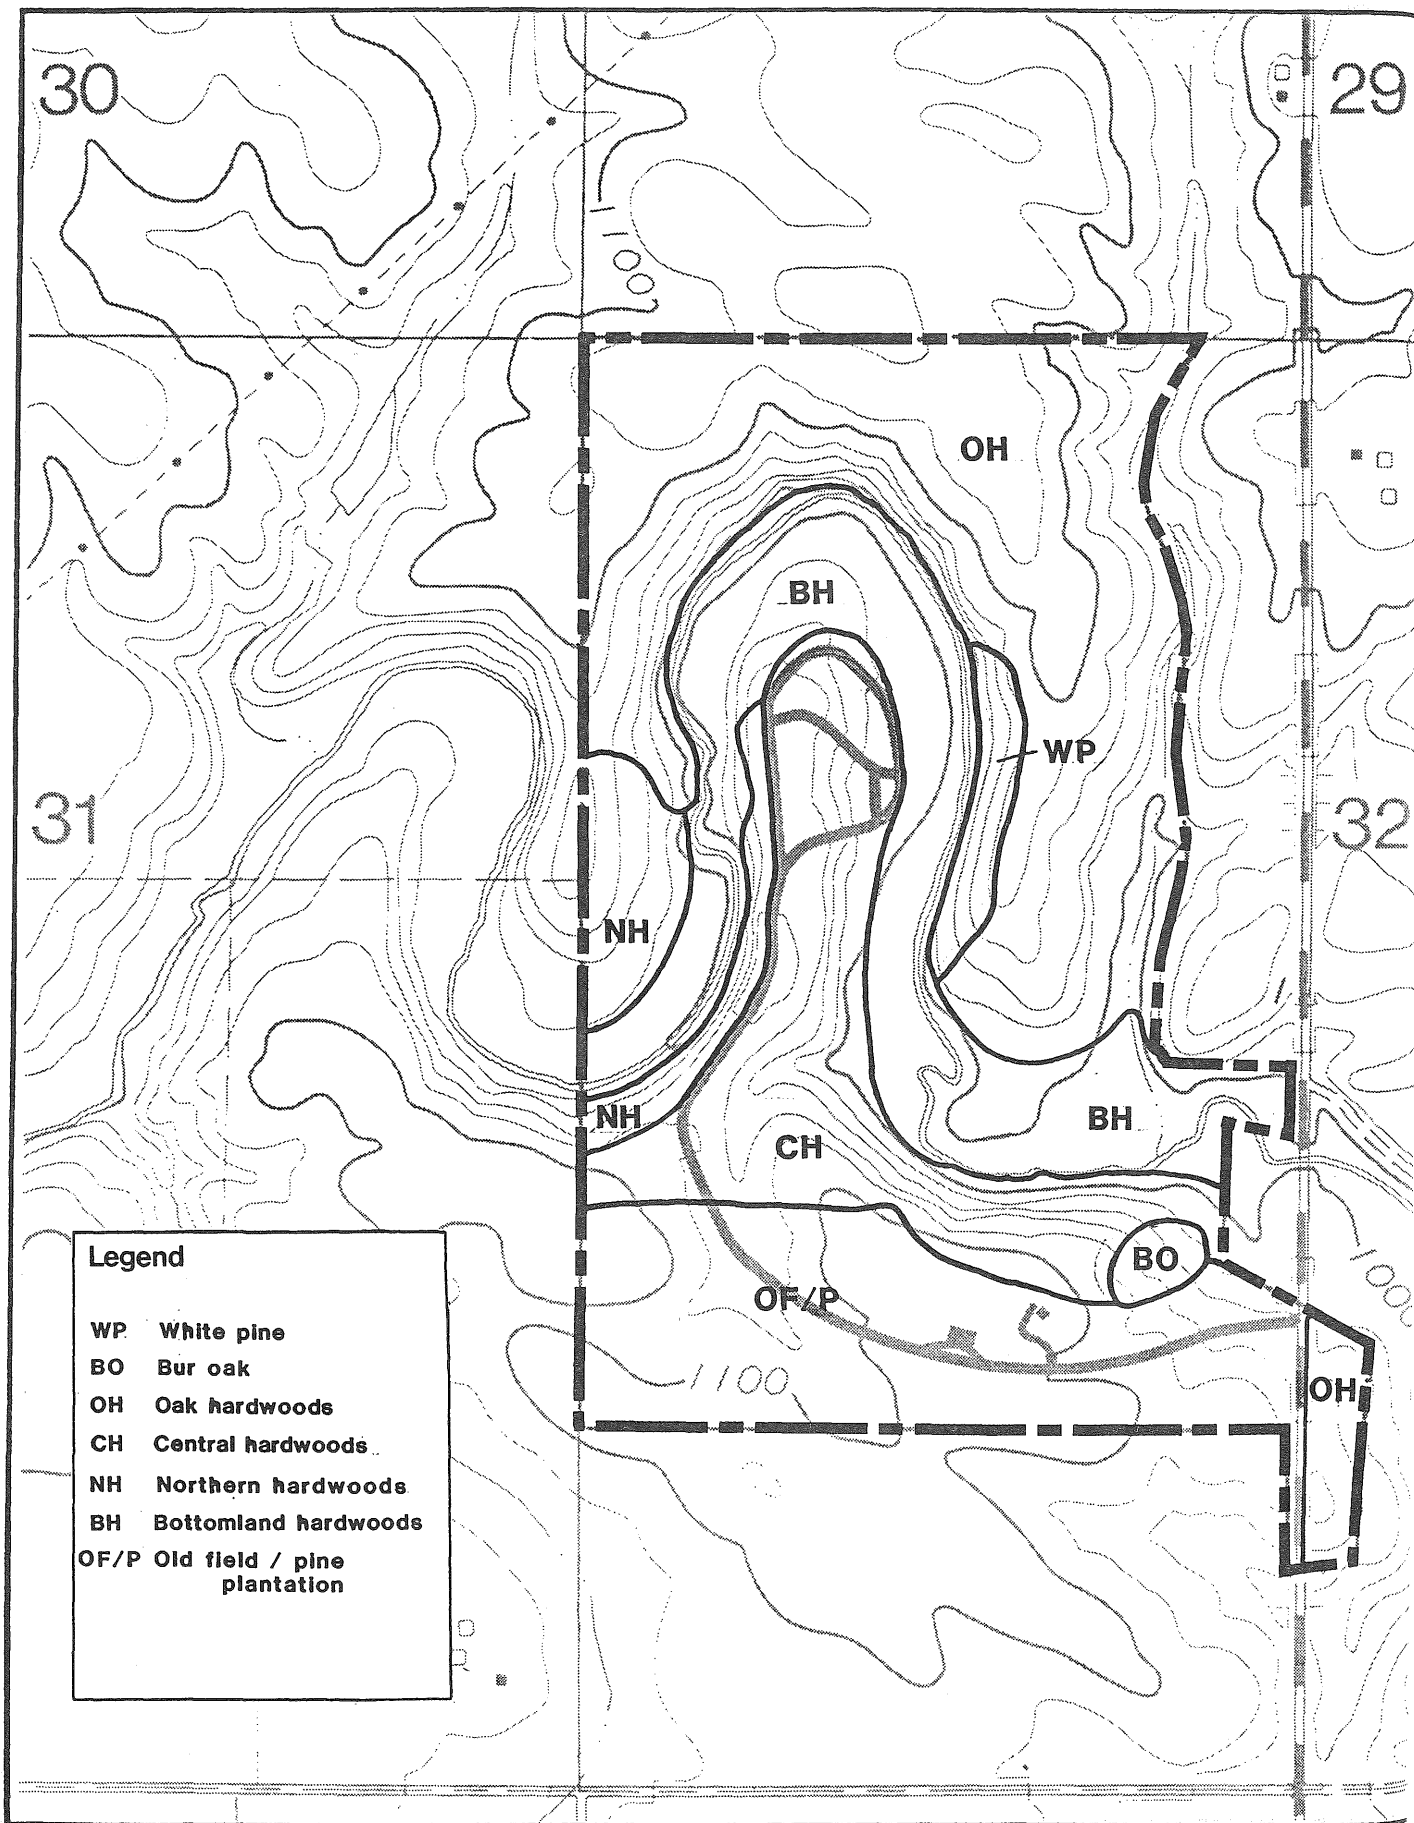 30
29
1100
OH
BH
WP
31
32
NH
NH
BH
CH
BO
OF/P
1000
1100
OH
Legend
WP White pine
BO Bur oak
OH Oak hardwoods
CH Central hardwoods
NH Northern hardwoods
BH Bottomland hardwoods
OF/P Old field / pine
plantation